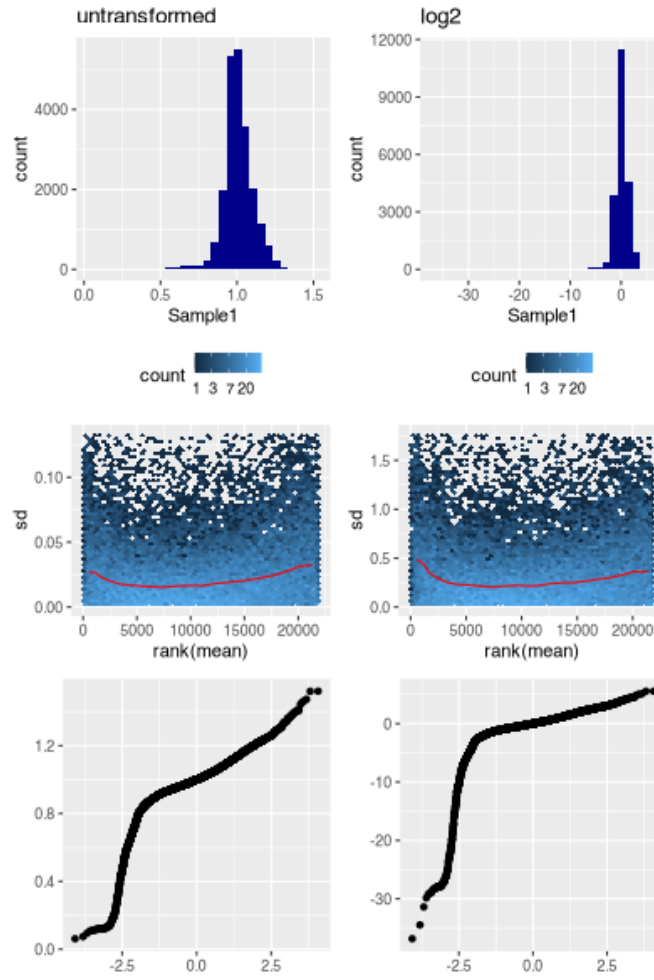 untransformed
log2
count
4000
2000
0
0.0 0.5 1.0 1.5
Sample1
count
12000
9000
6000
3000
0
-30 -20 -10 0
Sample1
count
1 3 7 20
count
1 3 7 20
sd
0.10
0.05
0.00
0 5000 10000 15000 20000
rank(mean)
sd
1.5
1.0
0.5
0.0
0 5000 10000 15000 20000
rank(mean)
1.2
0.8
0.4
0.0
-2.5 0.0 2.5
0
-10
-20
-30
-2.5 0.0 2.5